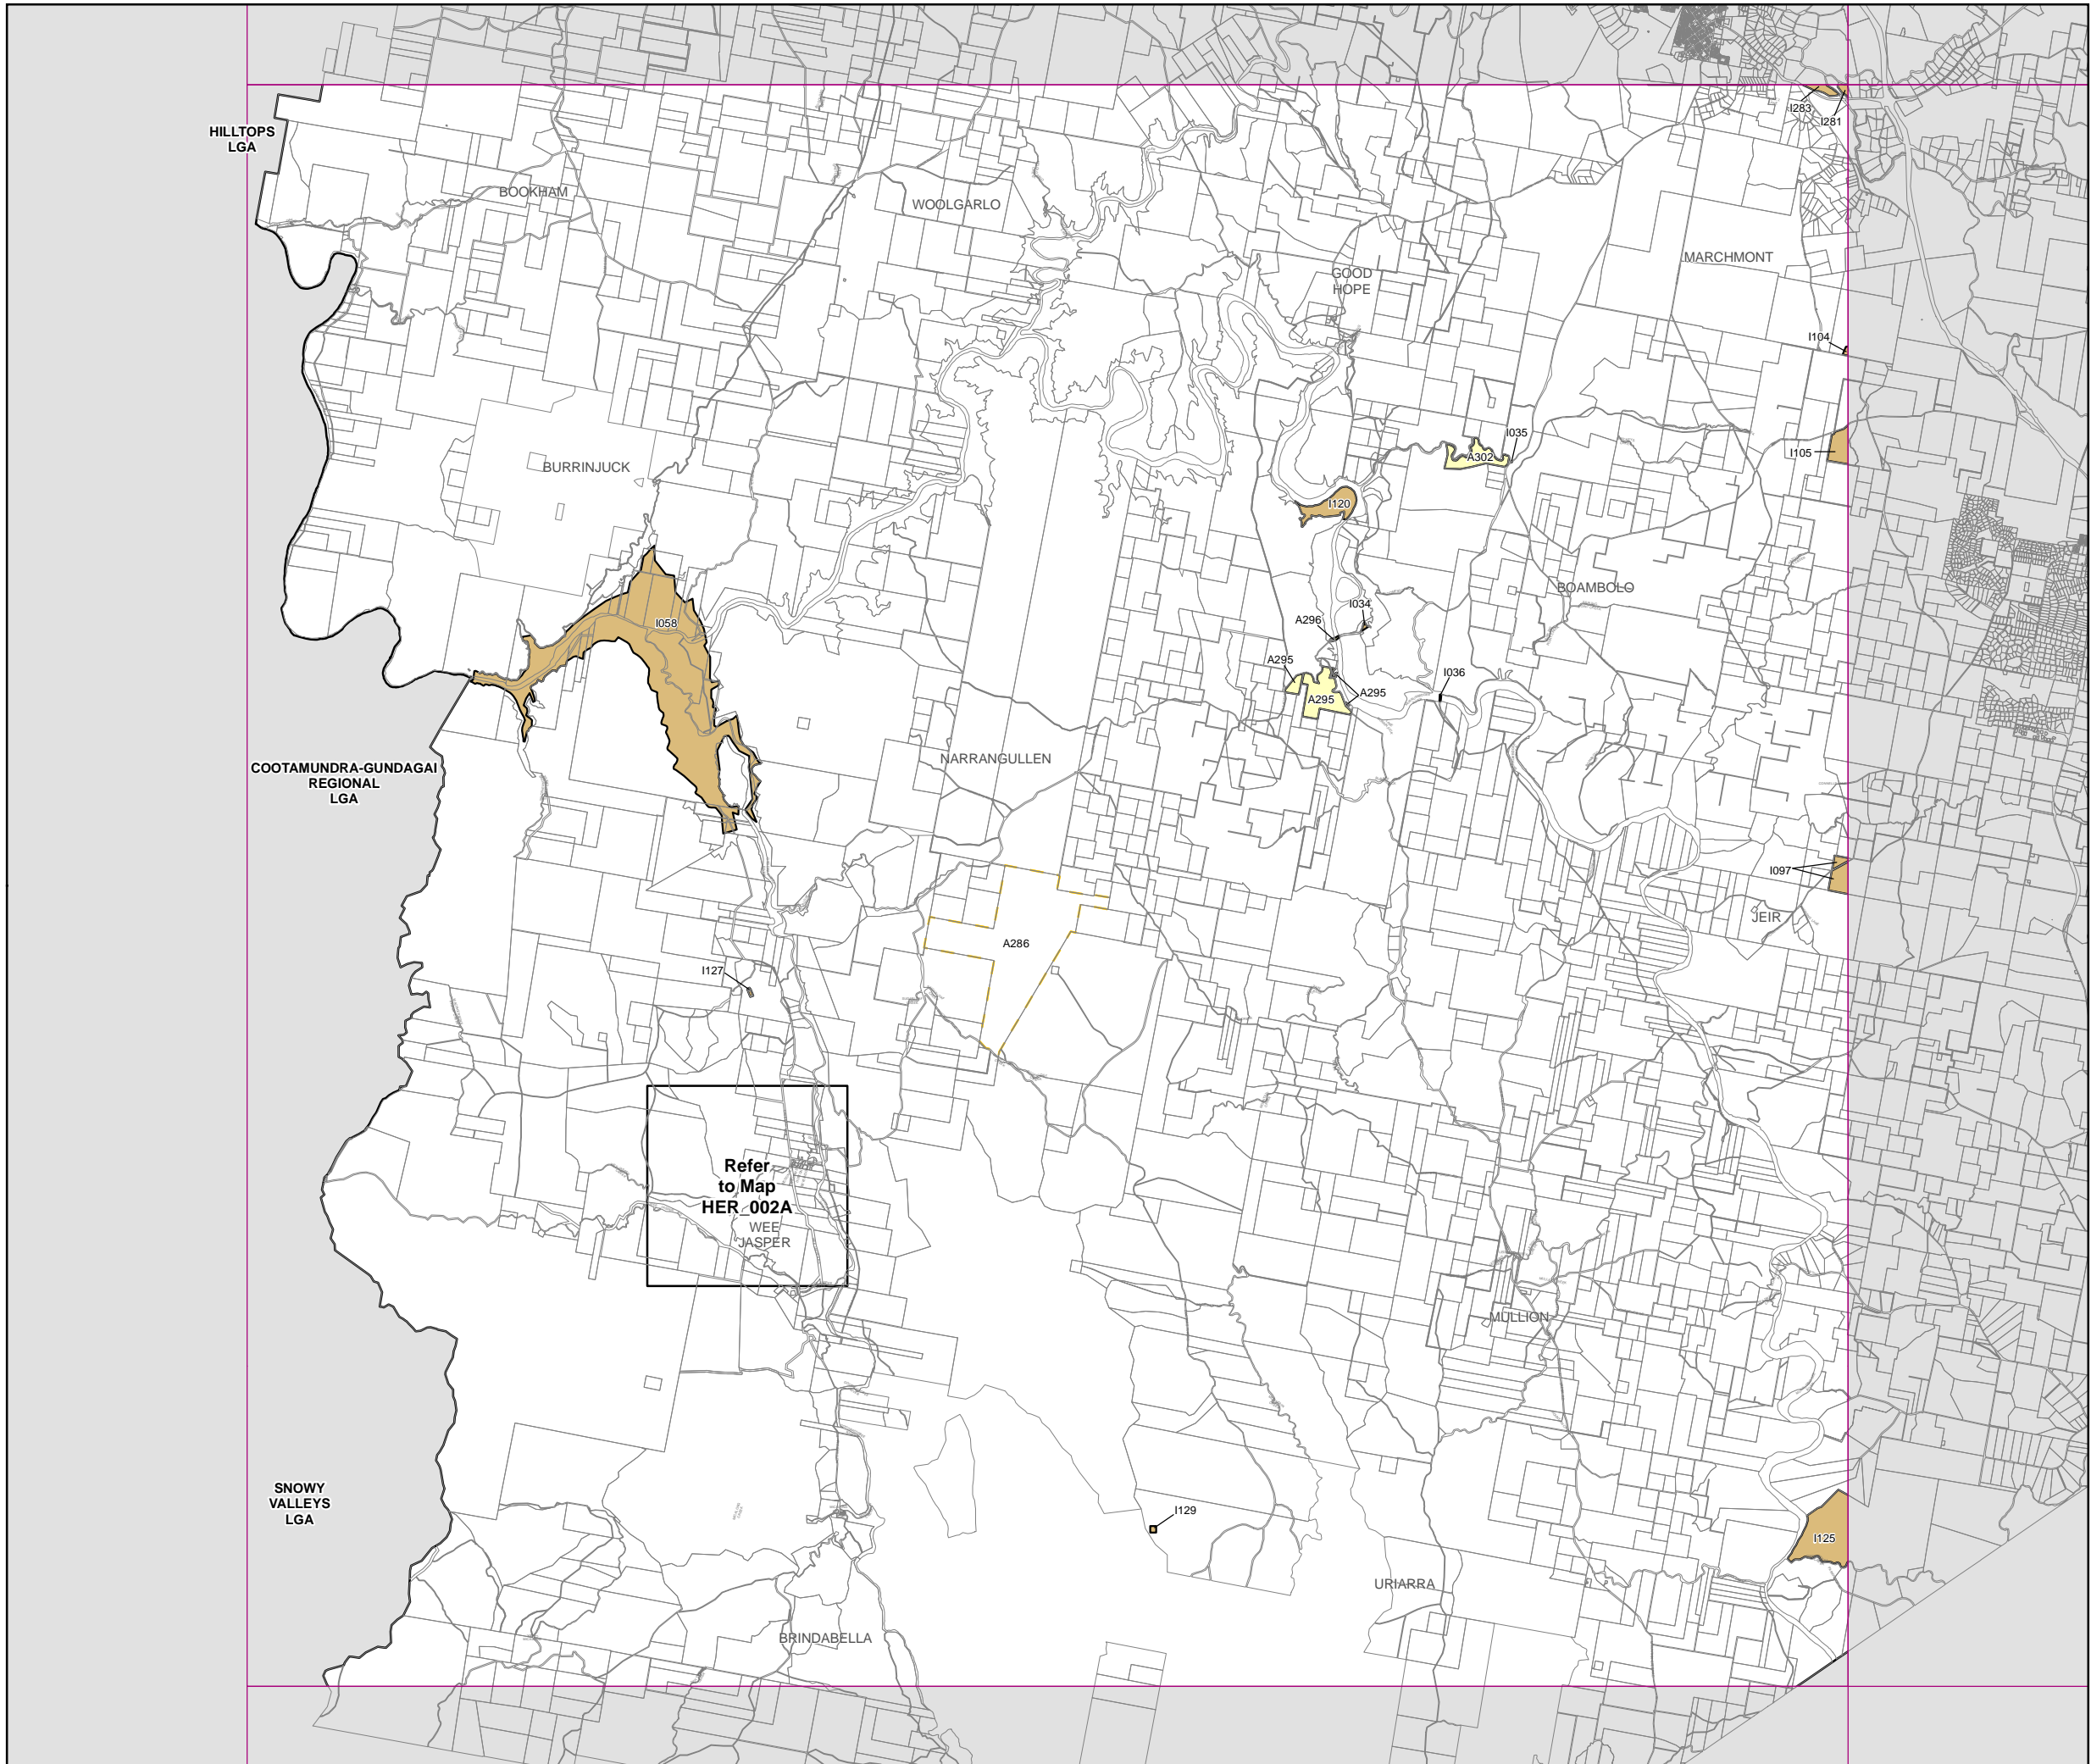 I283
I281
HILLTOPS
LGA
BOOKHAM
WOOLGARLO
MARCHMONT
GOOD
HOPE
I104
I035
A302
I105
BURRINJUCK
I120
BOAMBOLO
I034
A296
I058
A295
A295
A295
I036
NARRANGULLEN
COOTAMUNDRA-GUNDAGAI
REGIONAL
LGA
I097
JEIR
A286
I127
Refer
to Map
HER_002A
WEE
JASPER
MULLION
SNOWY
VALLEYS
LGA
I129
I125
URIARRA
BRINDABELLA